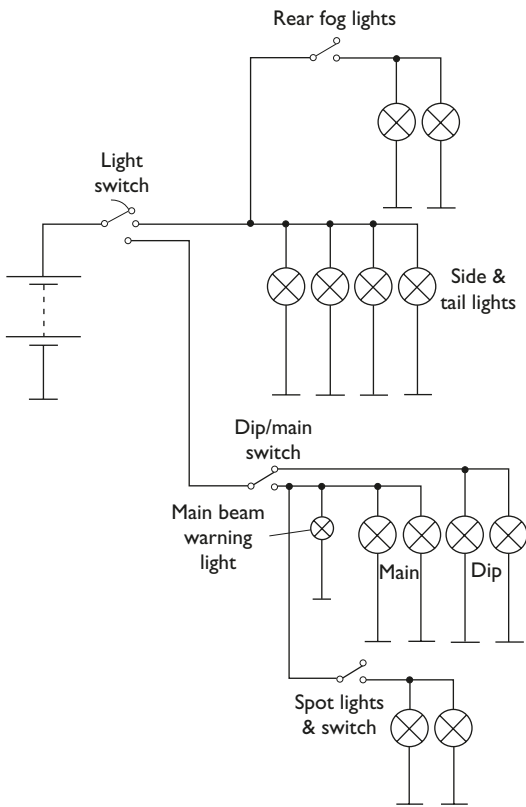 Rear fog lights
Light
switch
Side &
tail lights
Dip/main
switch
Main beam
warning
light
Main
Dip
Spot lights
& switch